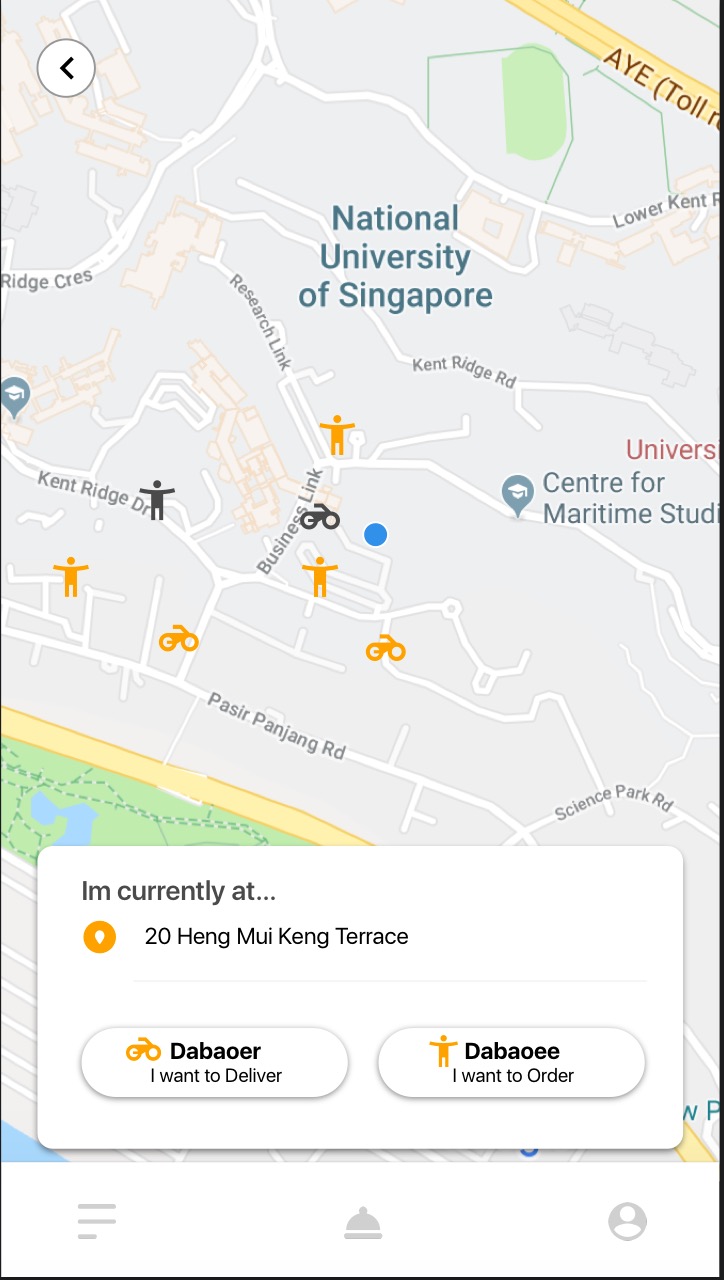 AYE (Toll r
Lower Kent R
National
University
of Singapore
Ridge Cres
Research Link
Kent Ridge Rd
Univers
Centre for
Maritime Studi
Kent Ridge Dr
Business Link
Pasir Panjang Rd
Science Park Rd
Im currently at...
20 Heng Mui Keng Terrace
Dabaoer
I want to Deliver
Dabaoee
I want to Order
w P